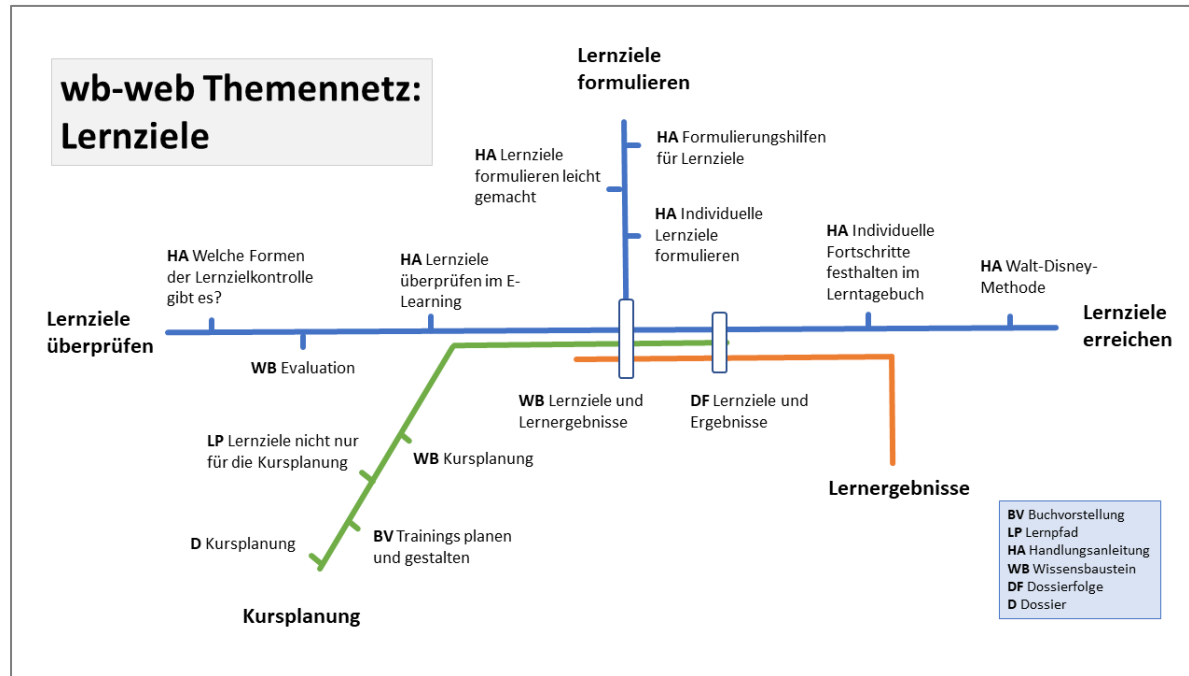 wb-web Themennetz:
Lernziele
Lernziele
formulieren
HA Formulierungshilfen
für Lernziele
HA Lernziele
formulieren leicht
gemacht
HA Individuelle
Lernziele
formulieren
HA Individuelle
Fortschritte
festhalten im
Lerntagebuch
HA Walt-Disney-
Methode
HA Welche Formen
der Lernzielkontrolle
gibt es?
HA Lernziele
überprüfen im E-
Learning
Lernziele
überprüfen
Lernziele
erreichen
WB Evaluation
WB Lernziele und
Lernergebnisse
DF Lernziele und
Ergebnisse
LP Lernziele nicht nur
für die Kursplanung
WB Kursplanung
Lernergebnisse
D Kursplanung
BV Trainings planen
und gestalten
Kursplanung
BV Buchvorstellung
LP Lernpfad
HA Handlungsanleitung
WB Wissensbaustein
DF Dossierfolge
D Dossier